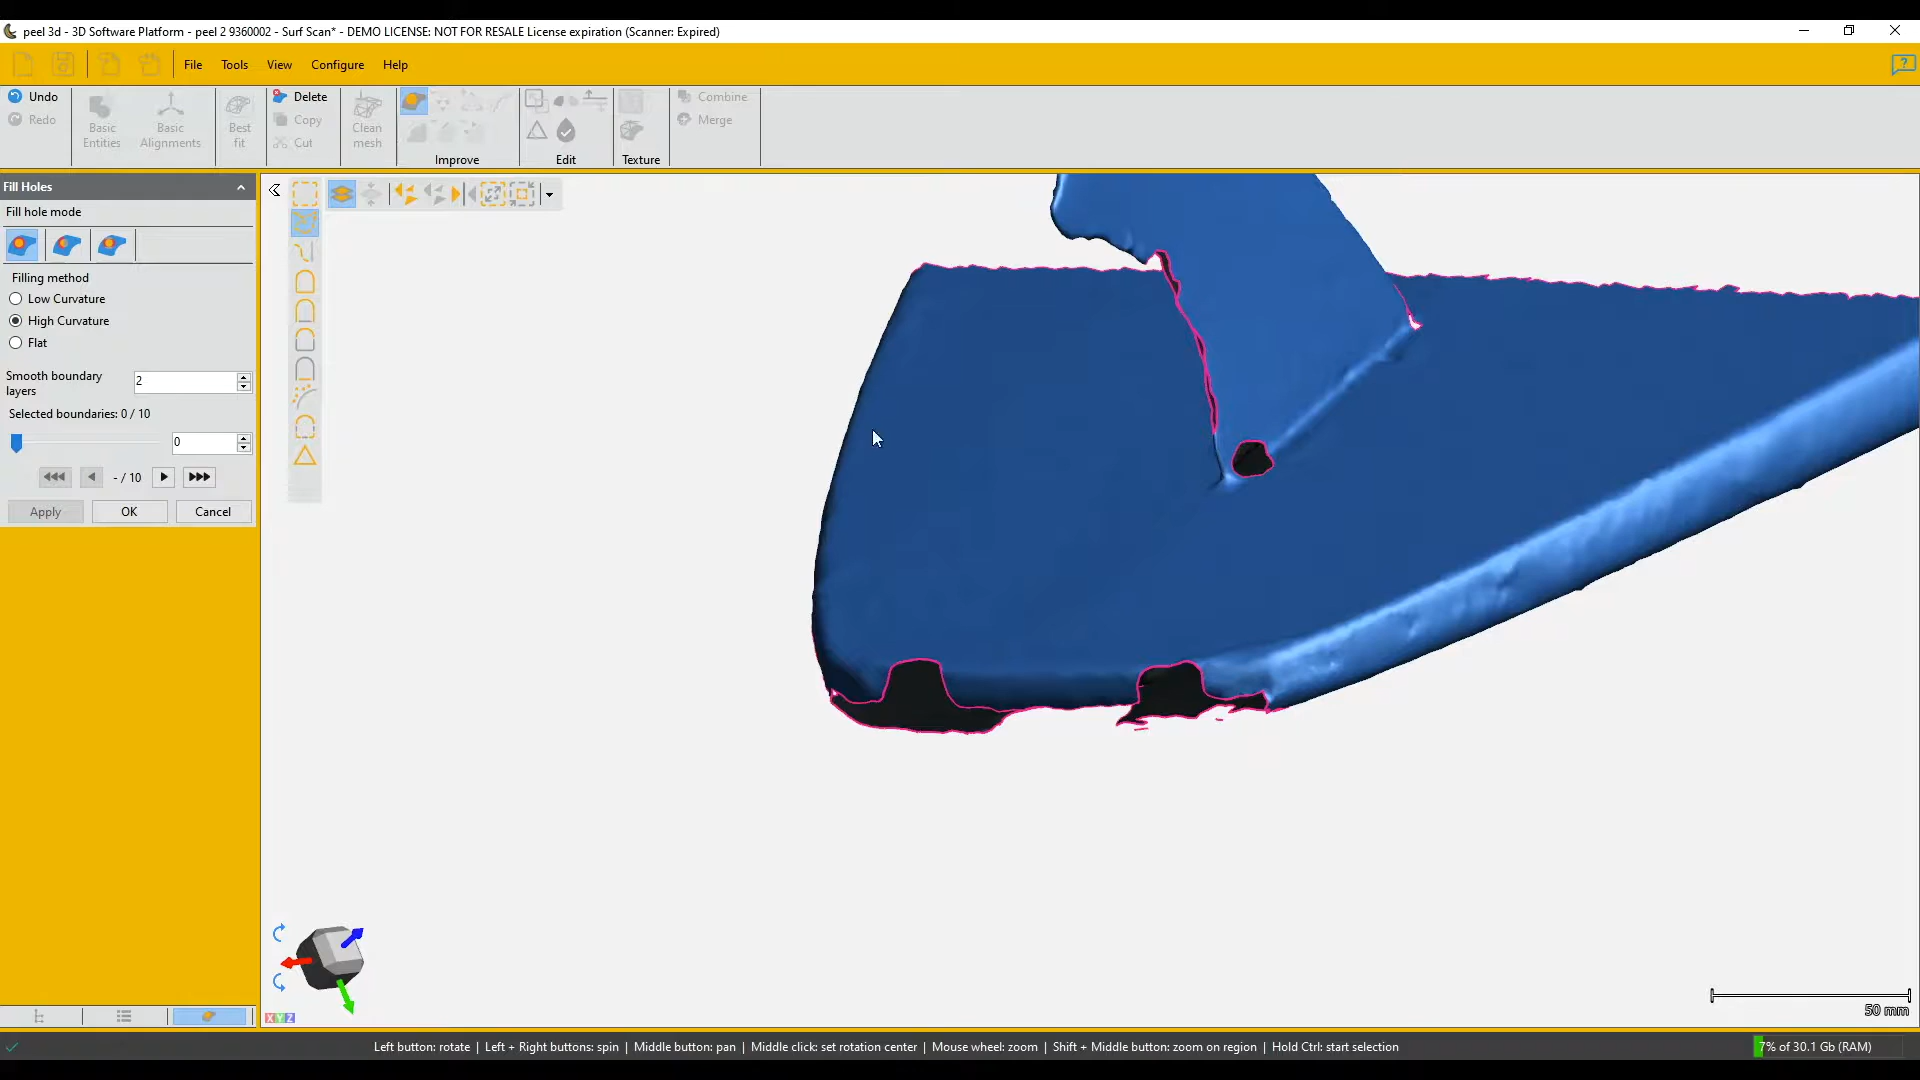 peel 3d - 3D Software Platform - peel 2 9360002 - Surf Scan* - DEMO LICENSE: NOT FOR RESALE License expiration (Scanner: Expired)
File Tools View Configure Help
Undo
Redo
Basic
Entities
Basic
Alignments
Best
fit
Delete
Copy
Cut
Clean
mesh
Improve
Edit
Texture
Combine
Merge
Fill Holes
Fill hole mode
Filling method
Low Curvature
High Curvature
Flat
Smooth boundary
layers
2
Selected boundaries: 0 / 10
0
- / 10
Apply OK Cancel
XYZ
50 mm
Left button: rotate | Left + Right buttons: spin | Middle button: pan | Middle click: set rotation center | Mouse wheel: zoom | Shift + Middle button: zoom on region | Hold Ctrl: start selection
7% of 30.1 Gb (RAM)